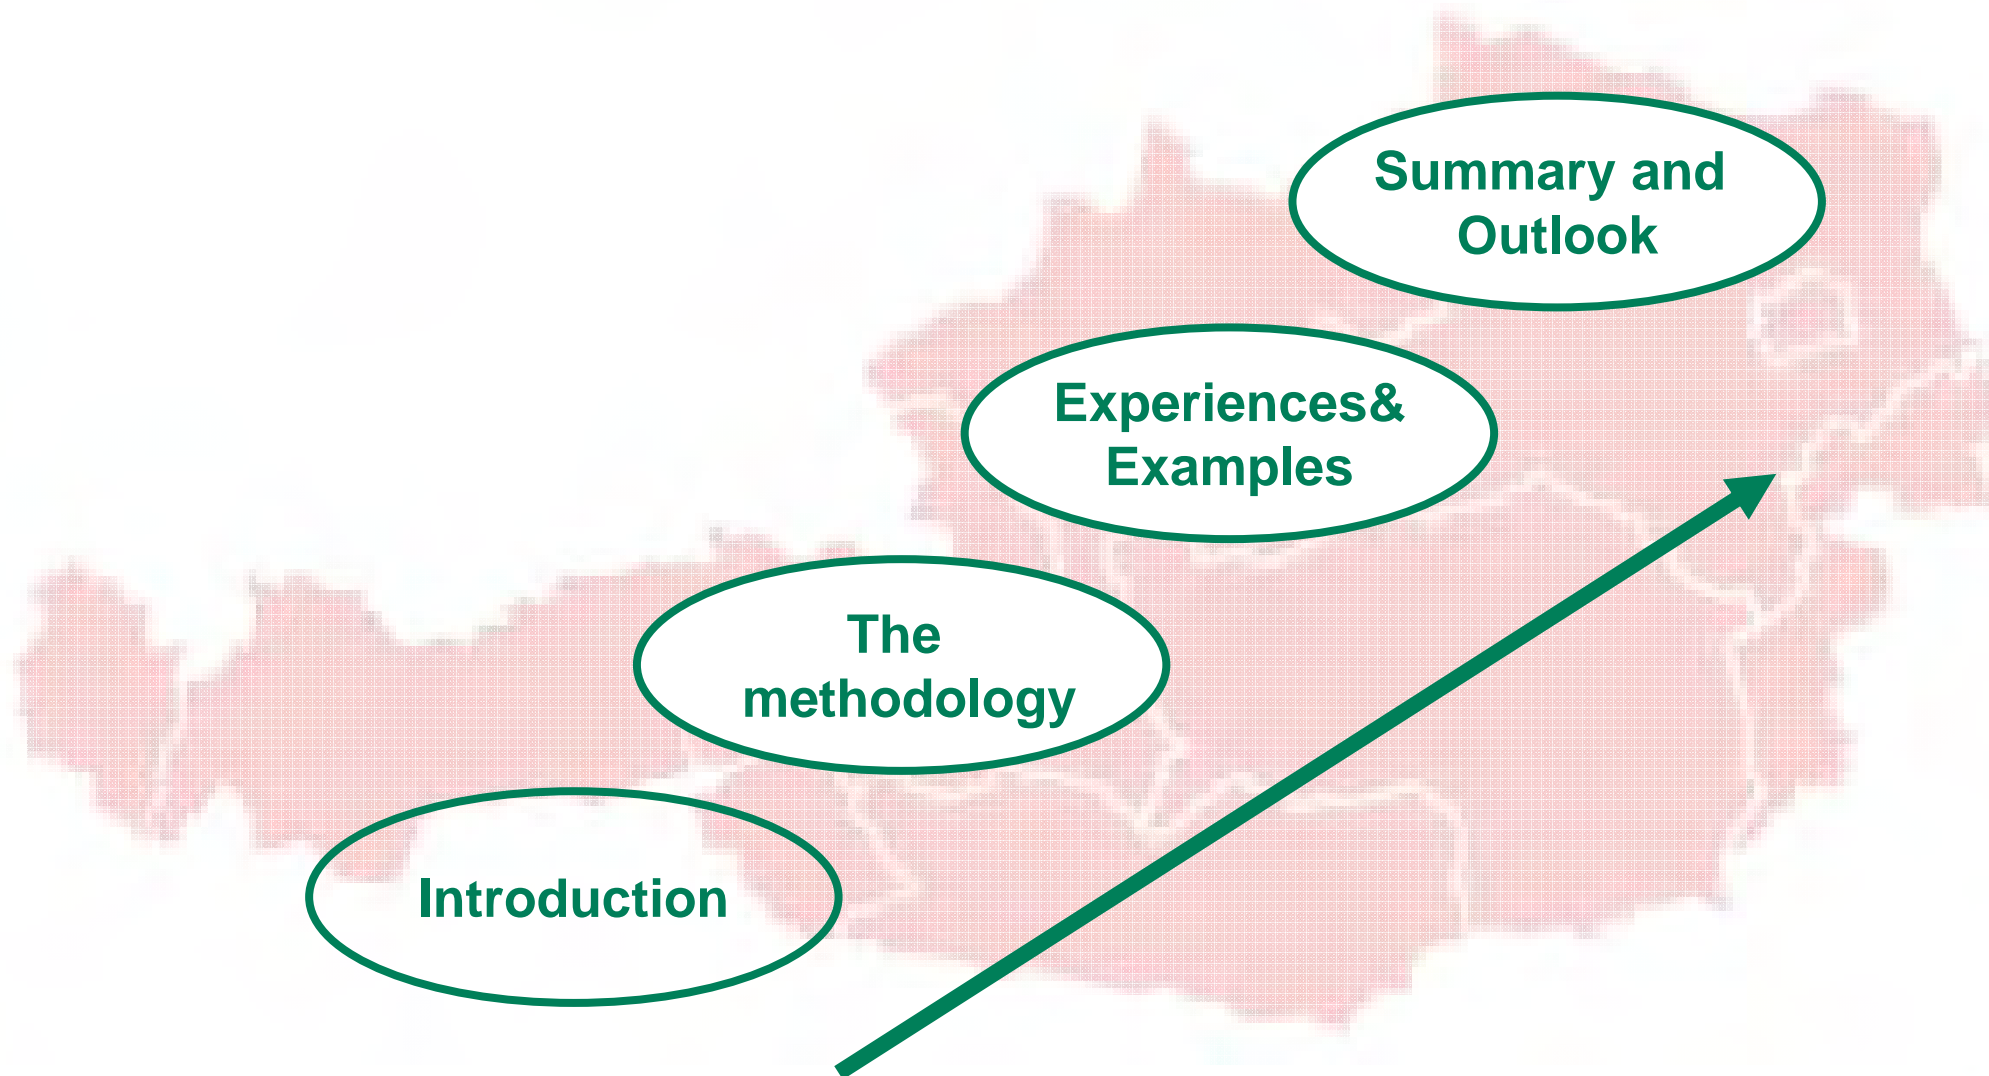 Summary and
Outlook
Experiences&
Examples
The
methodology
Introduction